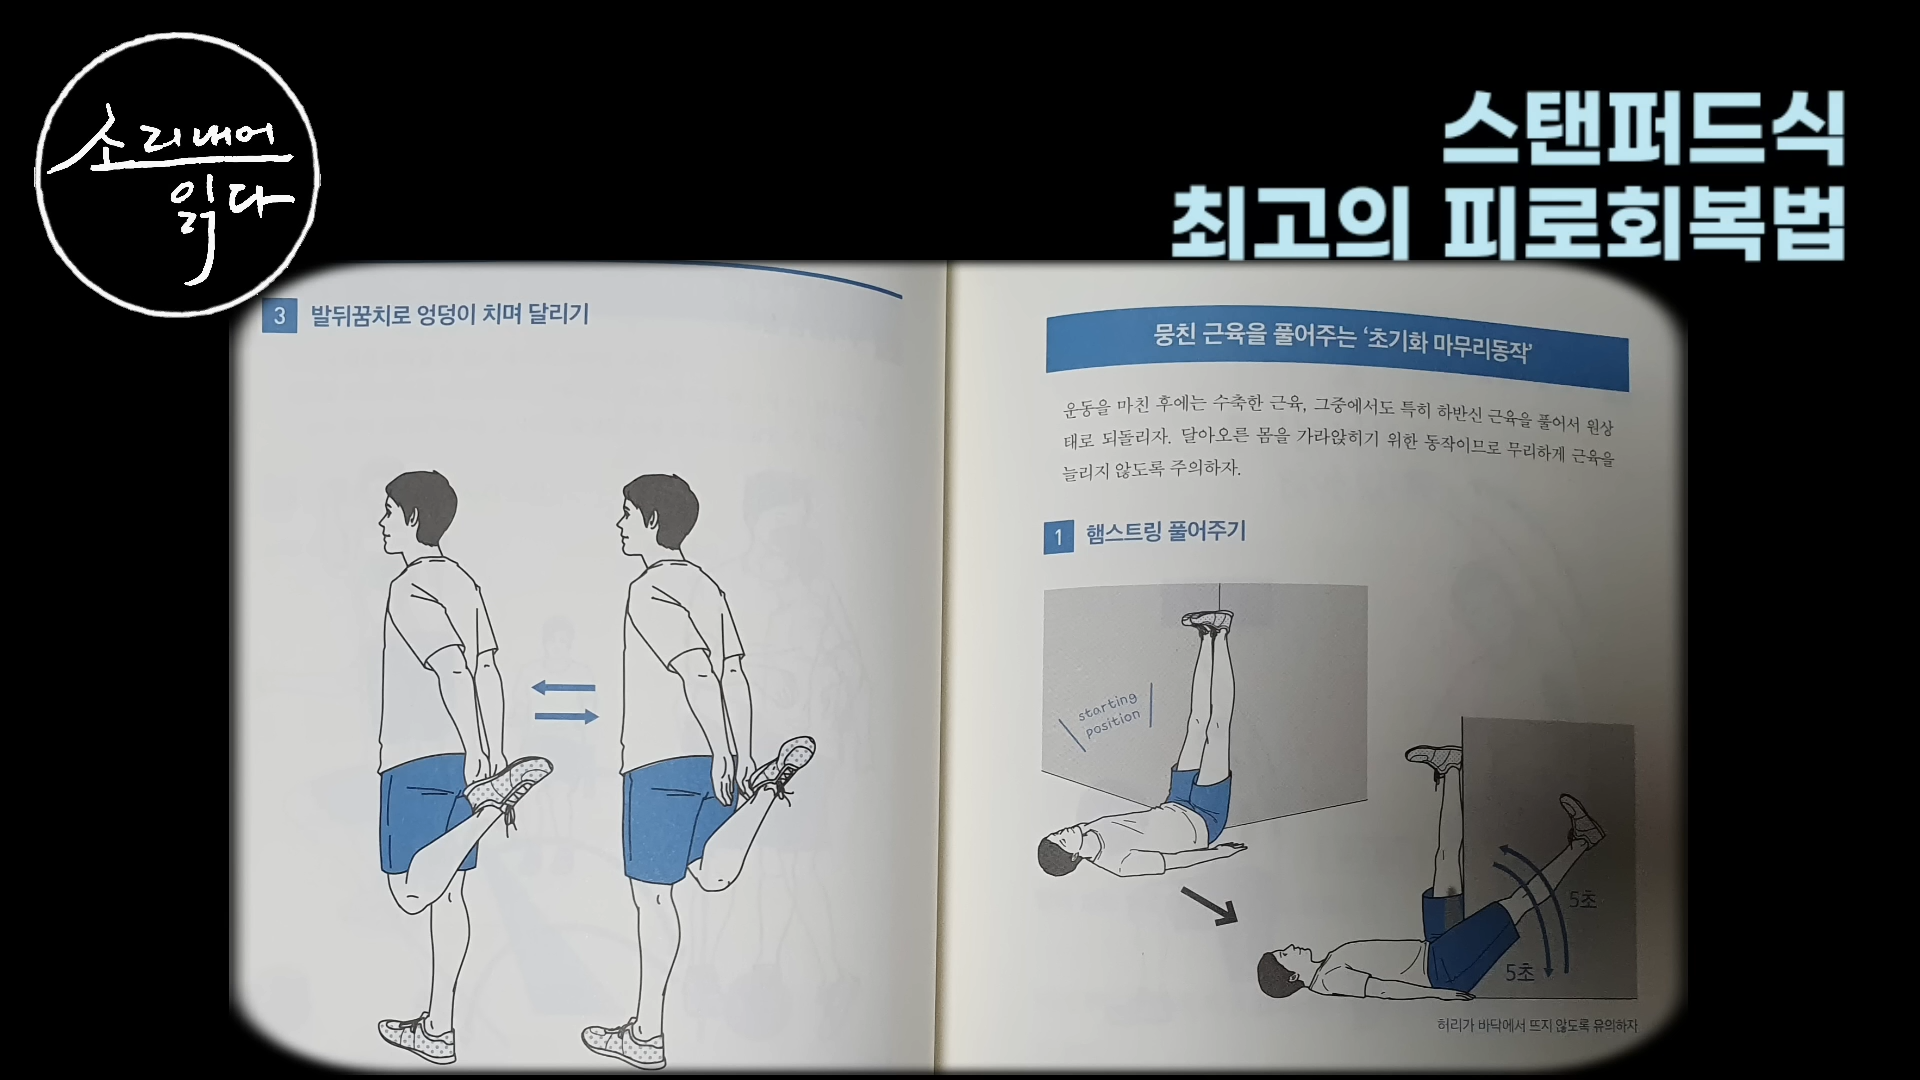 소리내어
읽다
스탠퍼드식
최고의 피로회복법
3 발뒤꿈치로 엉덩이 치며 달리기
뭉친 근육을 풀어주는 ‘초기화 마무리동작’
운동을 마친 후에는 수축한 근육, 그중에서도 특히 하반신 근육을 풀어서 원상
태로 되돌리자. 달아오른 몸을 가라앉히기 위한 동작이므로 무리하게 근육을
늘리지 않도록 주의하자.
1 햄스트링 풀어주기
starting
position
5초
5초
허리가 바닥에서 뜨지 않도록 유의하자